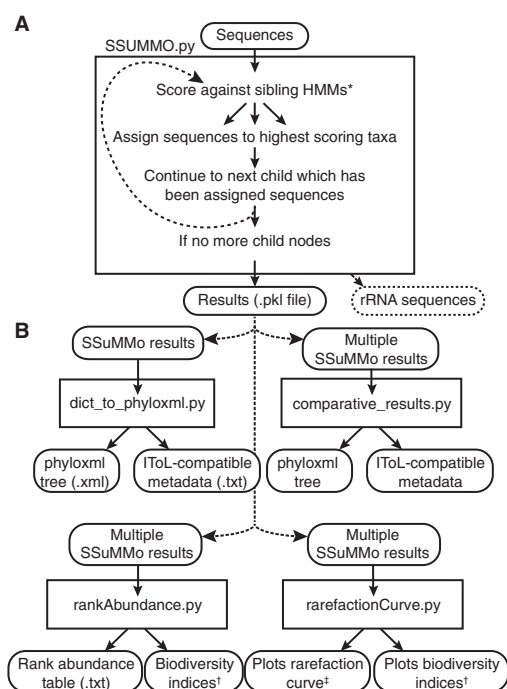 A
Sequences
SSUMMO.py
Score against sibling HMMs*
Assign sequences to highest scoring taxa
Continue to next child which has
been assigned sequences
If no more child nodes
Results (.pkl file)
rRNA sequences
B
SSuMMo results
Multiple
SSuMMo results
dict_to_phyloxml.py
comparative_results.py
phyloxml
tree (.xml)
IToL-compatible
metadata (.txt)
phyloxml
tree
IToL-compatible
metadata
Multiple
SSuMMo results
Multiple
SSuMMo results
rankAbundance.py
rarefactionCurve.py
Rank abundance
table (.txt)
Biodiversity
indices†
Plots rarefaction
curve‡
Plots biodiversity
indices†